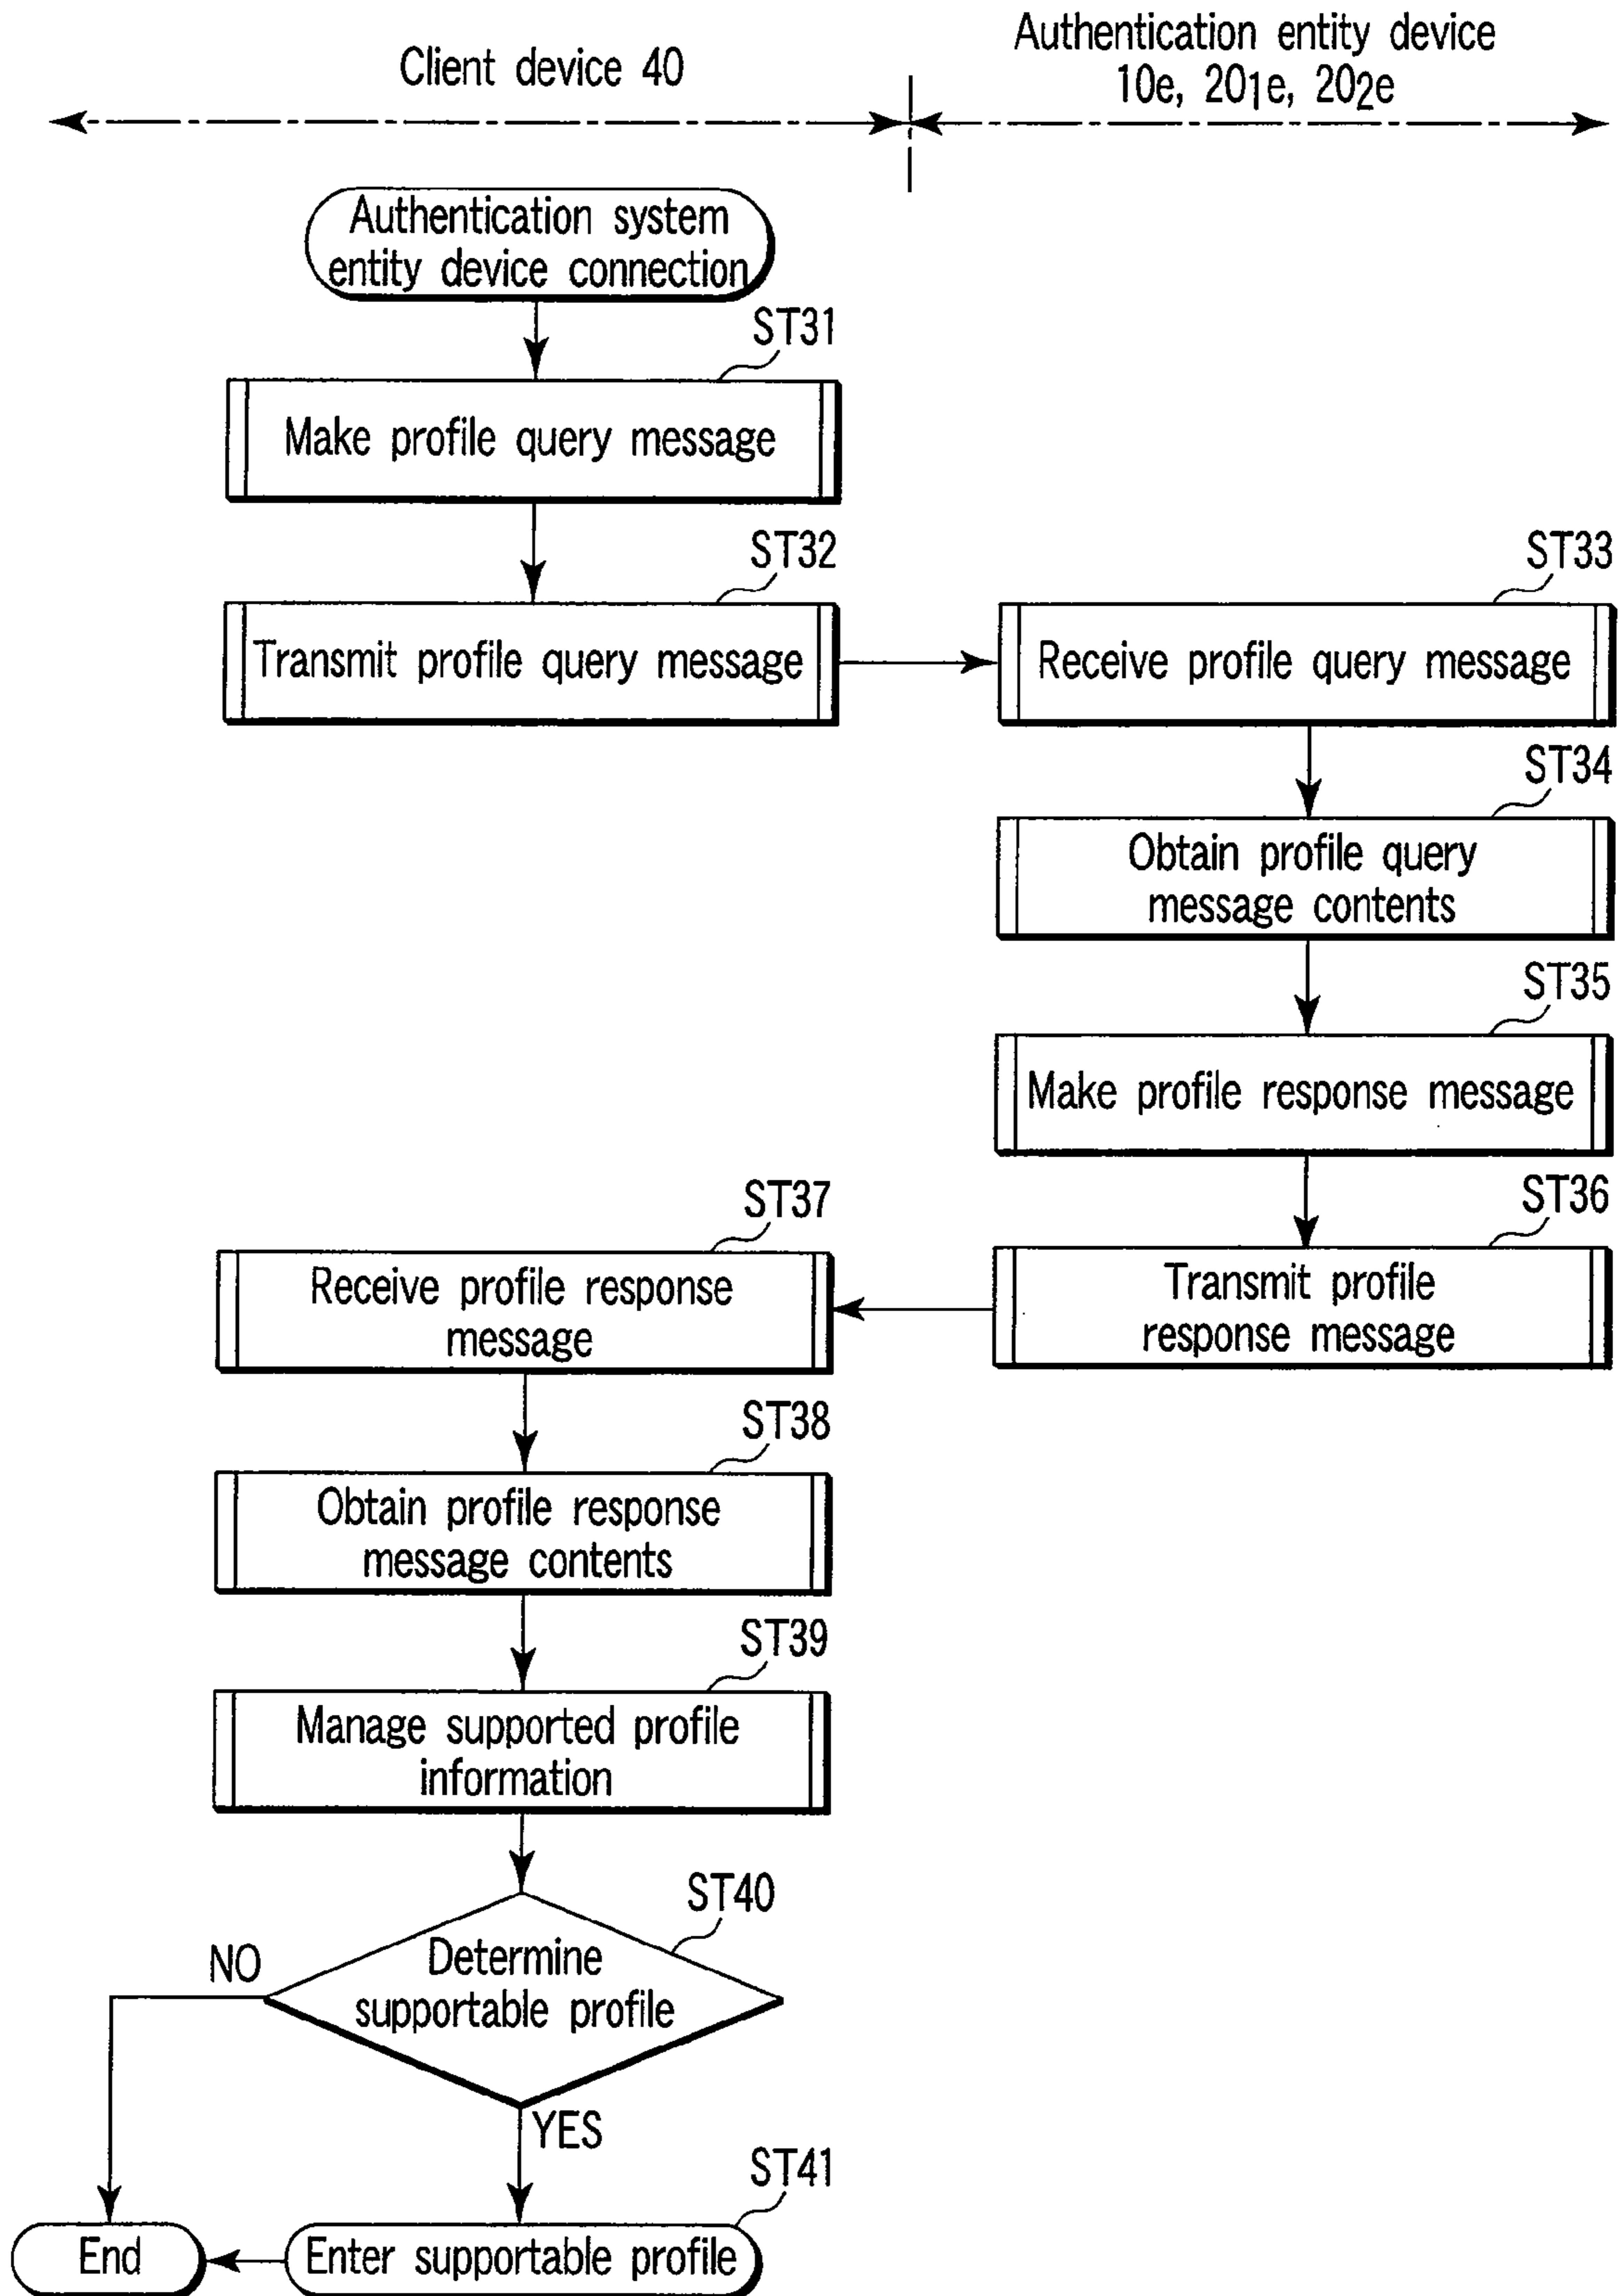 Client device 40
Authentication entity device
10e, 201e, 202e
Authentication system
entity device connection
ST31
Make profile query message
ST32
Transmit profile query message
ST33
Receive profile query message
ST34
Obtain profile query
message contents
ST35
Make profile response message
ST36
Transmit profile
response message
ST37
Receive profile response
message
ST38
Obtain profile response
message contents
ST39
Manage supported profile
information
ST40
Determine
supportable profile
NO
YES
ST41
Enter supportable profile
End